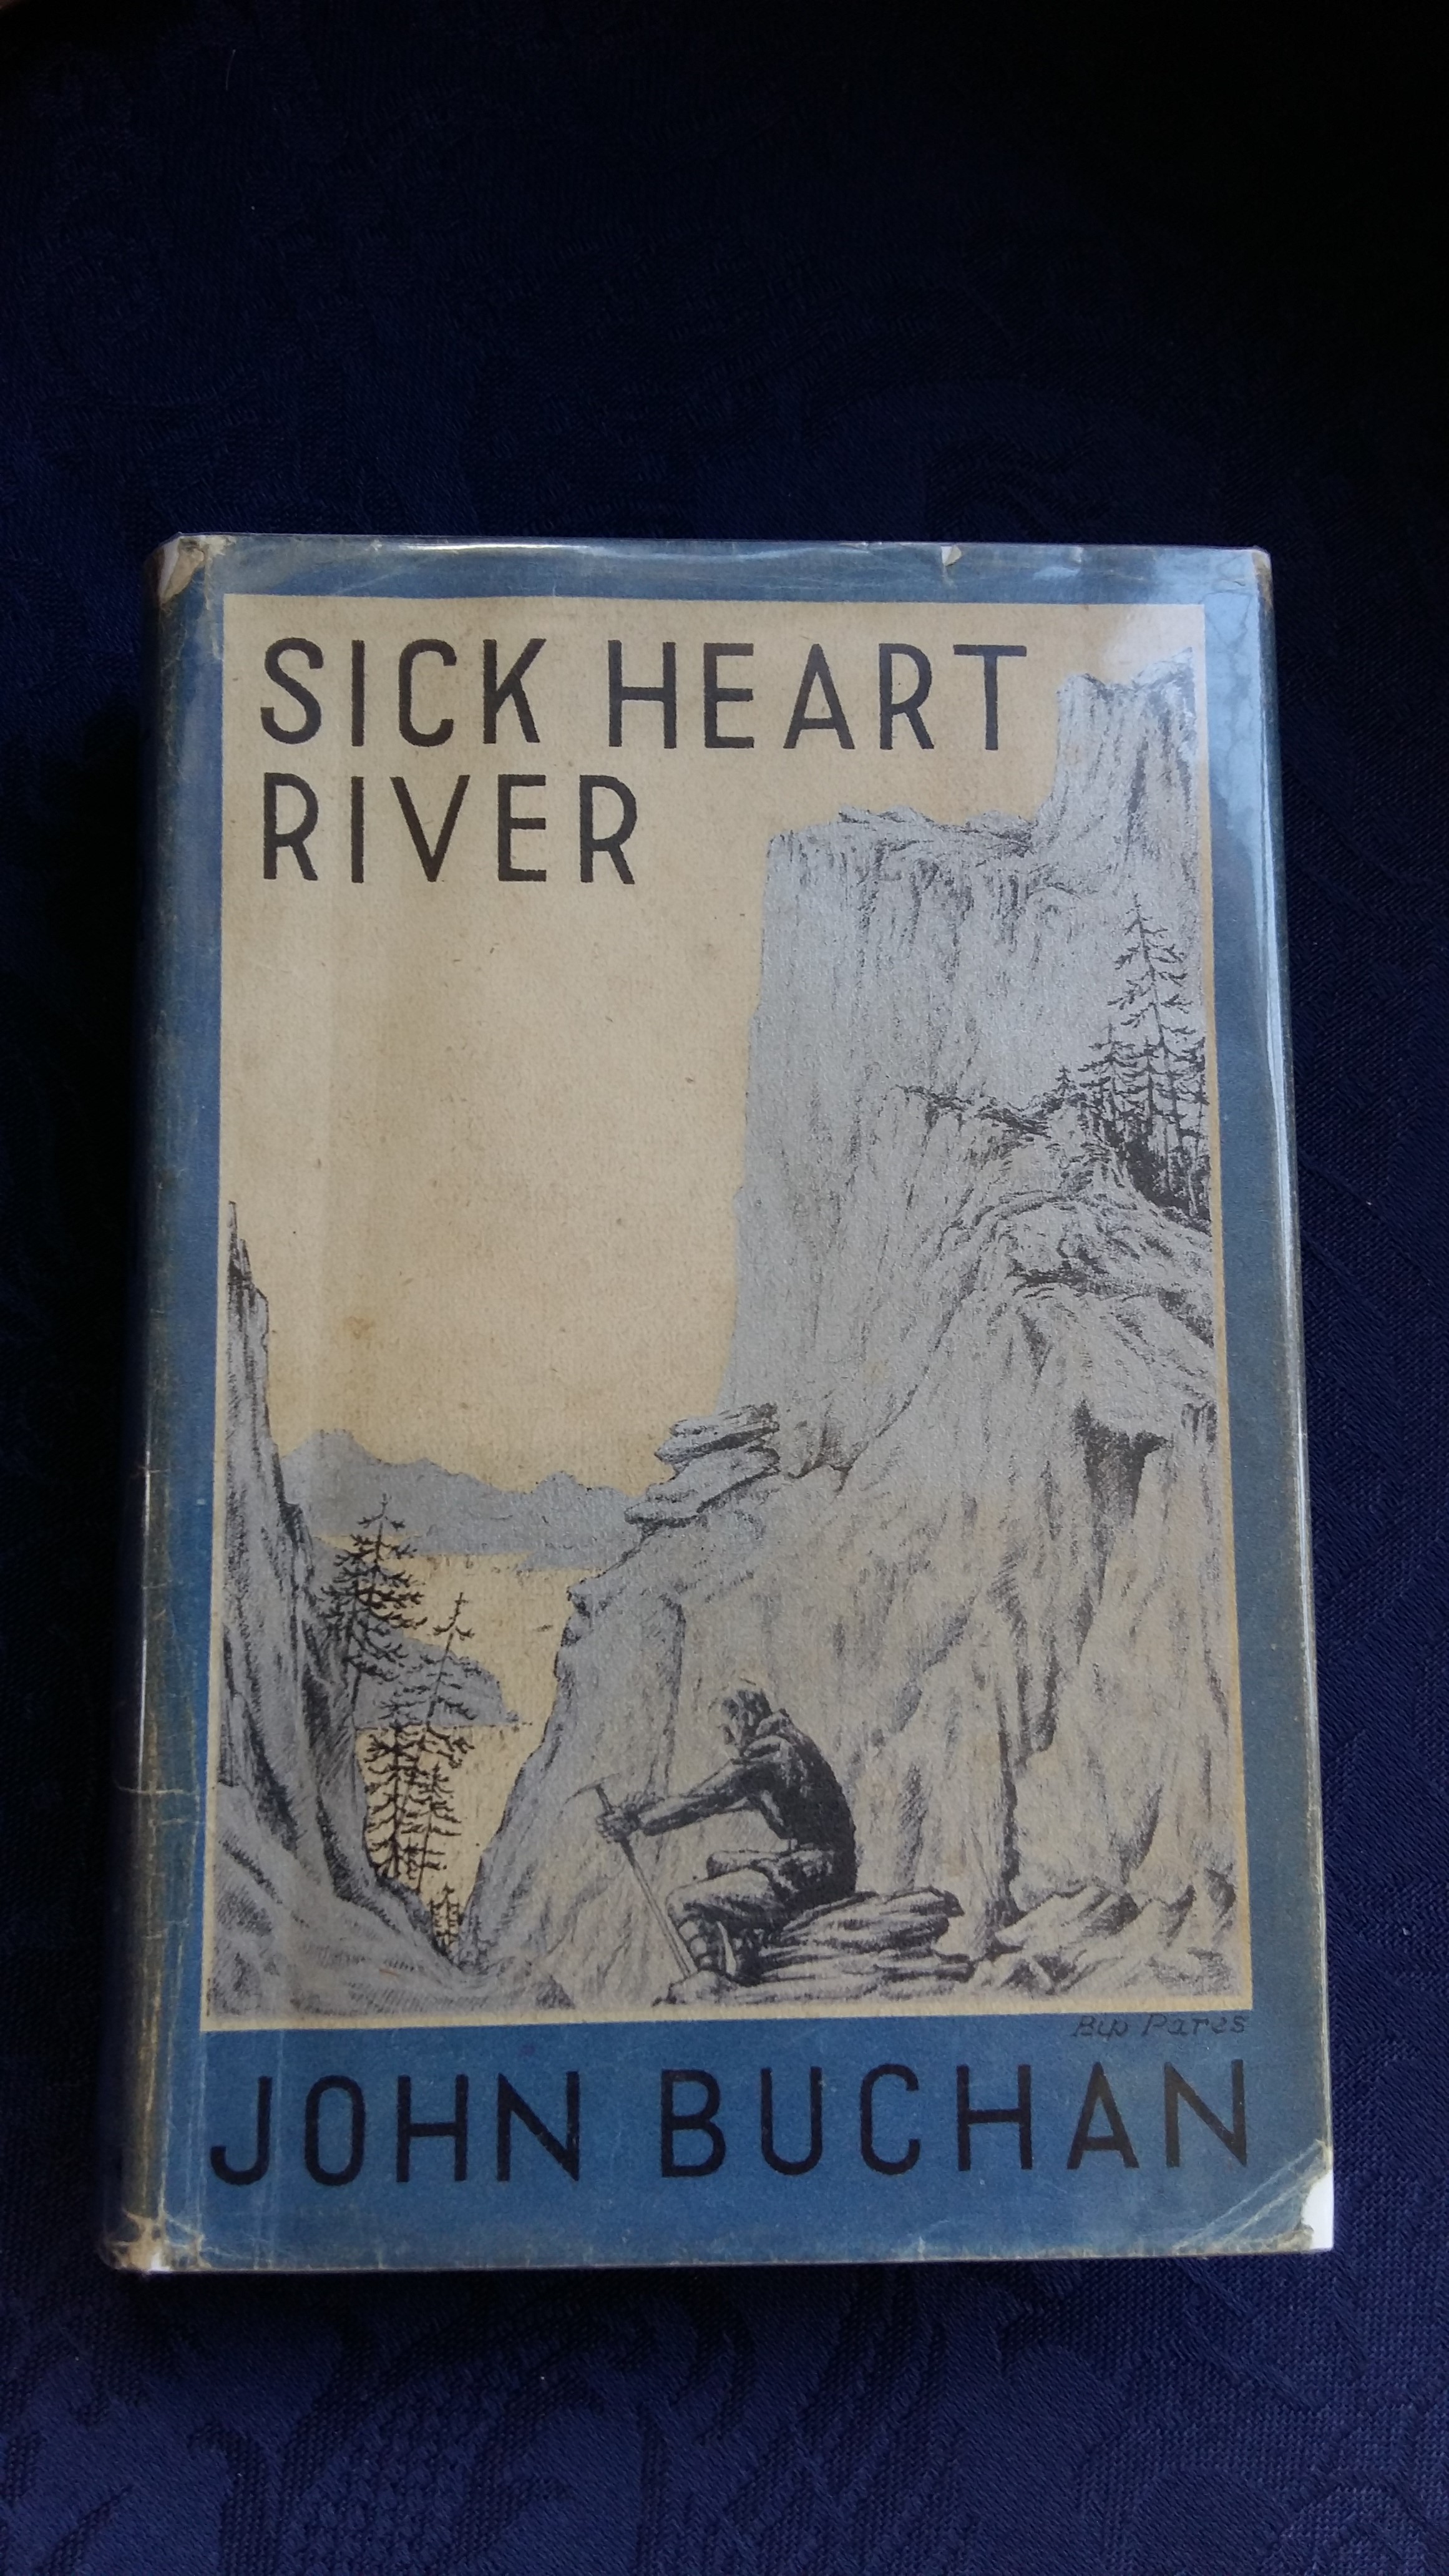 SICK HEART
RIVER
Bip Pares
JOHN BUCHAN